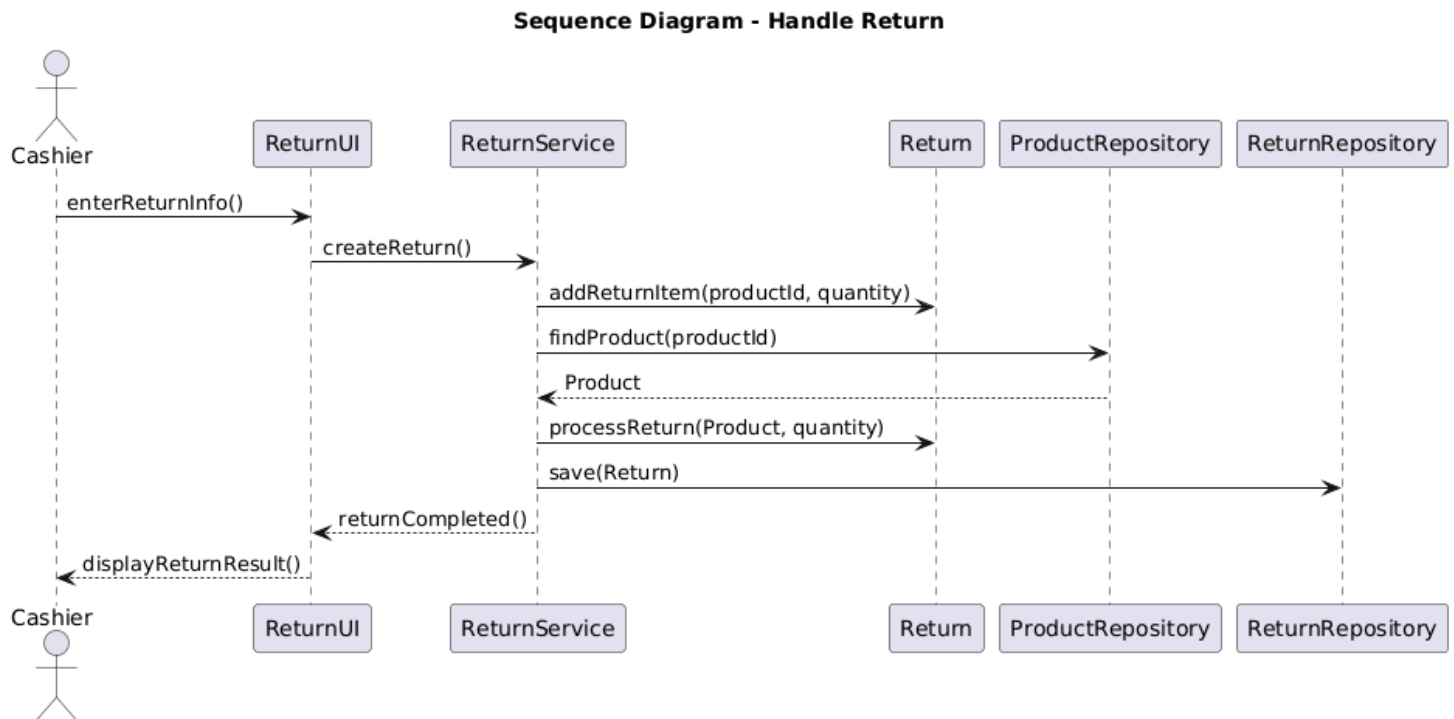 Sequence Diagram - Handle Return
Cashier
ReturnUI
ReturnService
Return
ProductRepository
ReturnRepository
enterReturnInfo()
createReturn()
addReturnItem(productId, quantity)
findProduct(productId)
Product
processReturn(Product, quantity)
save(Return)
returnCompleted()
displayReturnResult()
Cashier
ReturnUI
ReturnService
Return
ProductRepository
ReturnRepository